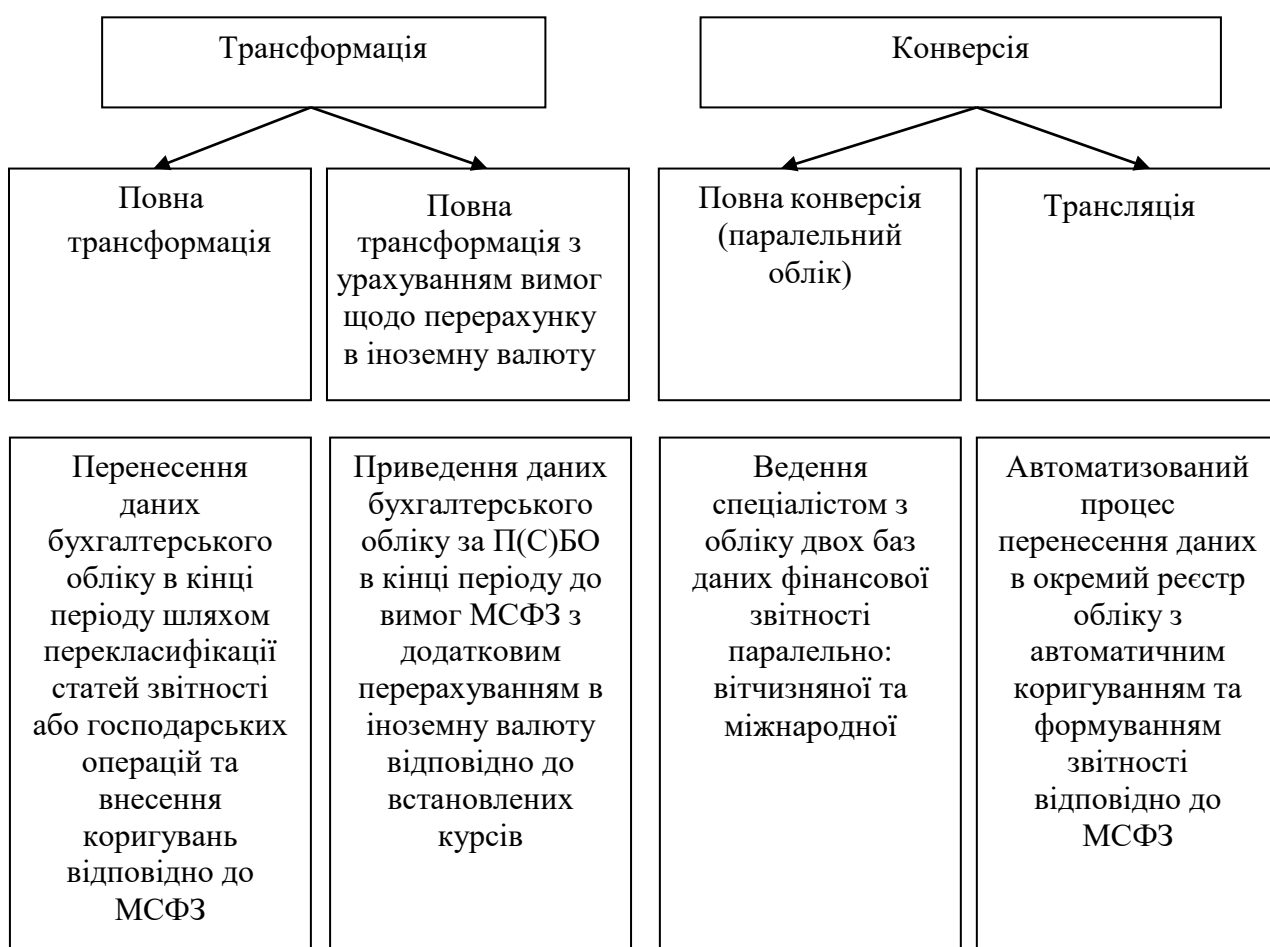 Трансформація
Конверсія
Повна
трансформація
Повна
трансформація з
урахуванням вимог
щодо перерахунку
в іноземну валюту
Повна конверсія
(паралельний
облік)
Трансляція
Перенесення
даних
бухгалтерського
обліку в кінці
періоду шляхом
перекласифікації
статей звітності
або господарських
операцій та
внесення
коригувань
відповідно до
МСФЗ
Приведення даних
бухгалтерського
обліку за П(С)БО
в кінці періоду до
вимог МСФЗ з
додатковим
перерахуванням в
іноземну валюту
відповідно до
встановлених
курсів
Ведення
спеціалістом з
обліку двох баз
даних фінансової
звітності
паралельно:
вітчизняної та
міжнародної
Автоматизований
процес
перенесення даних
в окремий реєстр
обліку з
автоматичним
коригуванням та
формуванням
звітності
відповідно до
МСФЗ